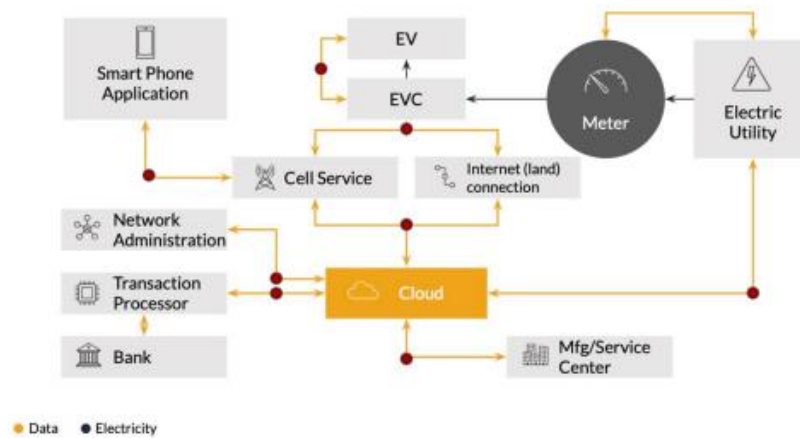 Smart Phone
Application
EV
EVC
Meter
Electric
Utility
Cell Service
Internet (land)
connection
Network
Administration
Transaction
Processor
Cloud
Bank
Mfg/Service
Center
Data
Electricity